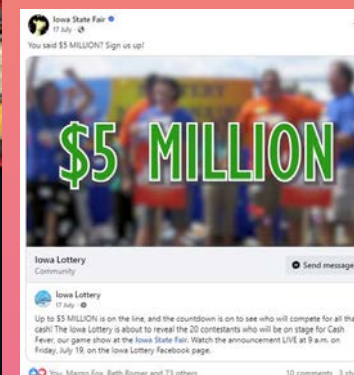 Iowa State Fair
17 July
You said $5 MILLION? Sign us up!
$5 MILLION
Iowa Lottery
Community
Send message
Iowa Lottery
17 July
Up to $5 MILLION is on the line, and the countdown is on to see who will compete for all tha
cash! The Iowa Lottery is about to reveal the 20 contestants who will be on stage for Cash
Fever, our game show at the Iowa State Fair. Watch the announcement LIVE at 9 a.m. on
Friday, July 19, on the Iowa Lottery Facebook page.
You, Margo Fox, Beth Romer and 73 others
10 comments 3 sh